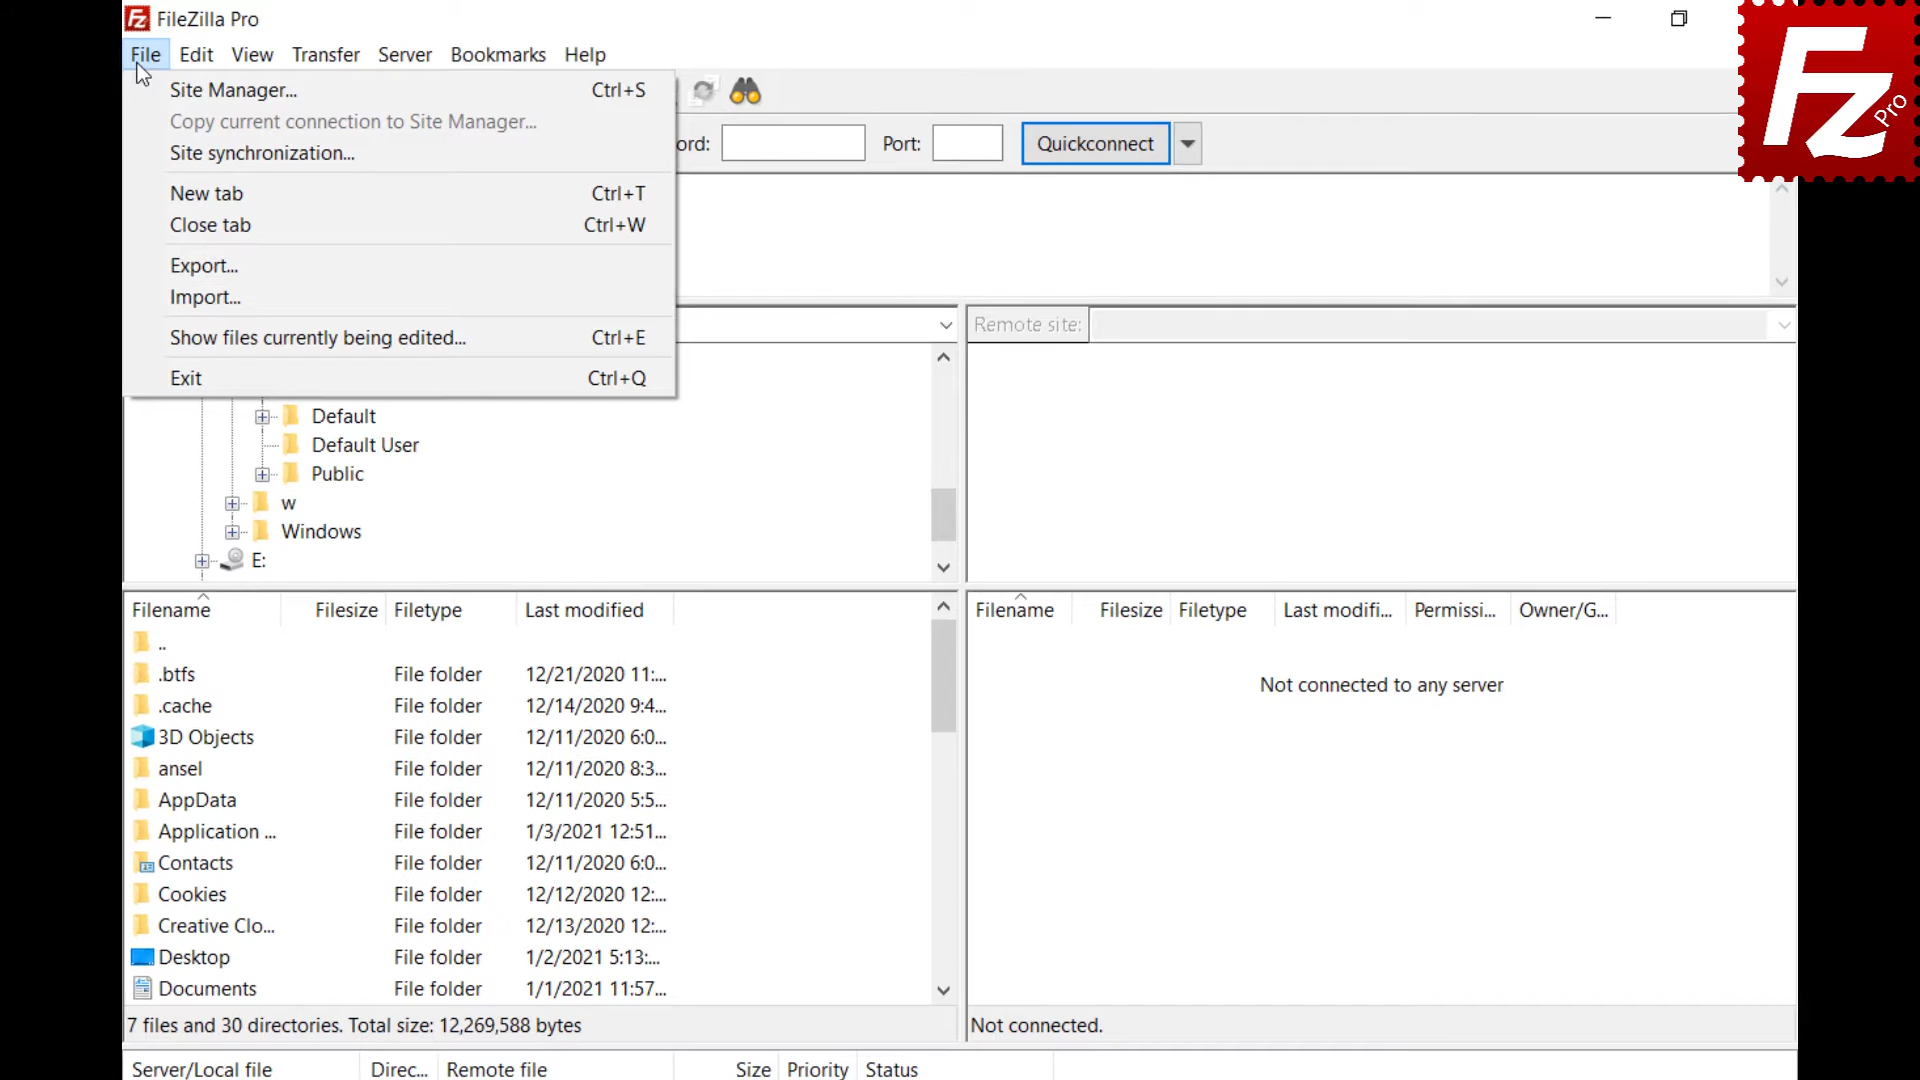 FileZilla Pro
File Edit View Transfer Server Bookmarks Help
Fz Pro
Site Manager... Ctrl+S
Copy current connection to Site Manager...
Site synchronization...
New tab Ctrl+T
Close tab Ctrl+W
Export...
Import...
Show files currently being edited... Ctrl+E
Exit Ctrl+Q
ord: Port: Quickconnect
Remote site:
Default
Default User
Public
w
Windows
E:
Filename Filesize Filetype Last modified
..
.btfs File folder 12/21/2020 11:...
.cache File folder 12/14/2020 9:4...
3D Objects File folder 12/11/2020 6:0...
ansel File folder 12/11/2020 8:3...
AppData File folder 12/11/2020 5:5...
Application ... File folder 1/3/2021 12:51...
Contacts File folder 12/11/2020 6:0...
Cookies File folder 12/12/2020 12:...
Creative Clo... File folder 12/13/2020 12:...
Desktop File folder 1/2/2021 5:13:...
Documents File folder 1/1/2021 11:57...
7 files and 30 directories. Total size: 12,269,588 bytes
Filename Filesize Filetype Last modifi... Permissi... Owner/G...
Not connected to any server
Not connected.
Server/Local file Direc... Remote file Size Priority Status